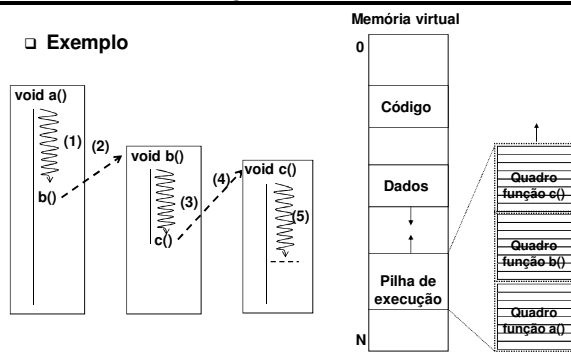 Memória virtual
❑ Exemplo
0
void a()
(1)
(2)
b()
void b()
(3)
(4)
c()
void c()
(5)
Código
Dados
Pilha de
execução
N
Quadro
função c()
Quadro
função b()
Quadro
função a()